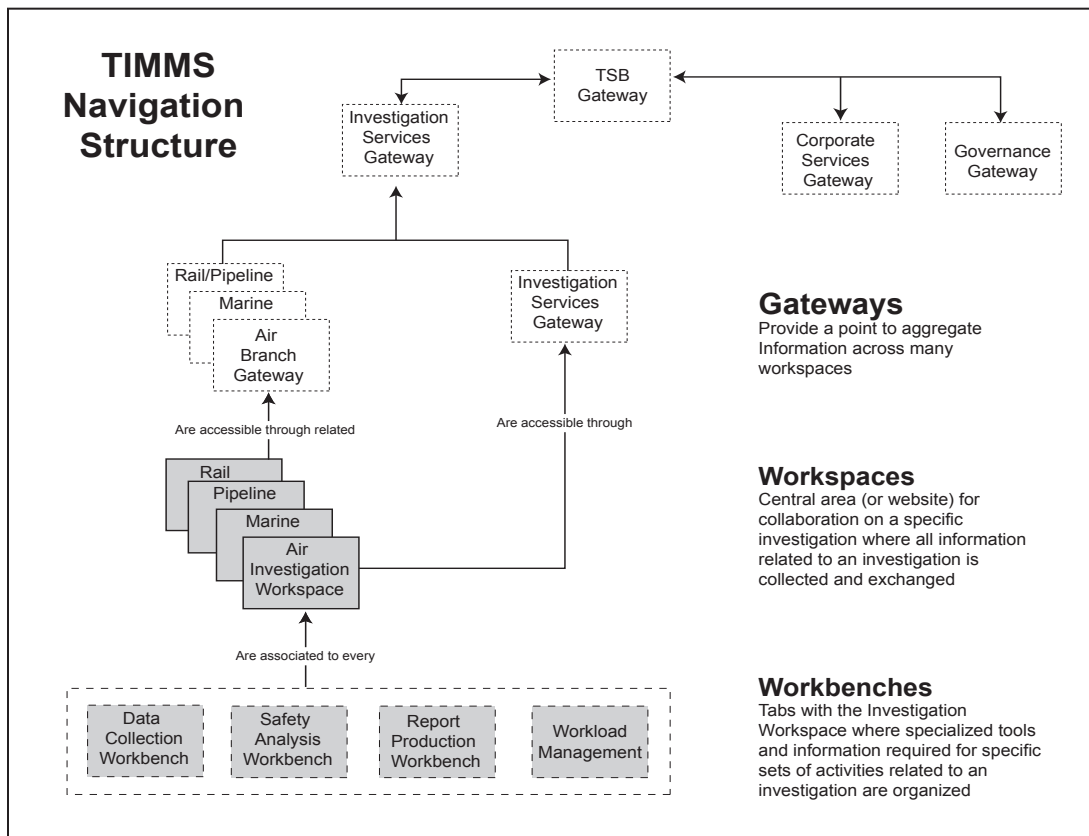 TIMMS
Navigation
Structure
TSB
Gateway
Investigation
Services
Gateway
Corporate
Services
Gateway
Governance
Gateway
Rail/Pipeline
Marine
Air
Branch
Gateway
Investigation
Services
Gateway
Gateways
Provide a point to aggregate
Information across many
workspaces
Are accessible through related
Are accessible through
Rail
Pipeline
Marine
Air
Investigation
Workspace
Workspaces
Central area (or website) for
collaboration on a specific
investigation where all information
related to an investigation is
collected and exchanged
Are associated to every
Data
Collection
Workbench
Safety
Analysis
Workbench
Report
Production
Workbench
Workload
Management
Workbenches
Tabs with the Investigation
Workspace where specialized tools
and information required for specific
sets of activities related to an
investigation are organized